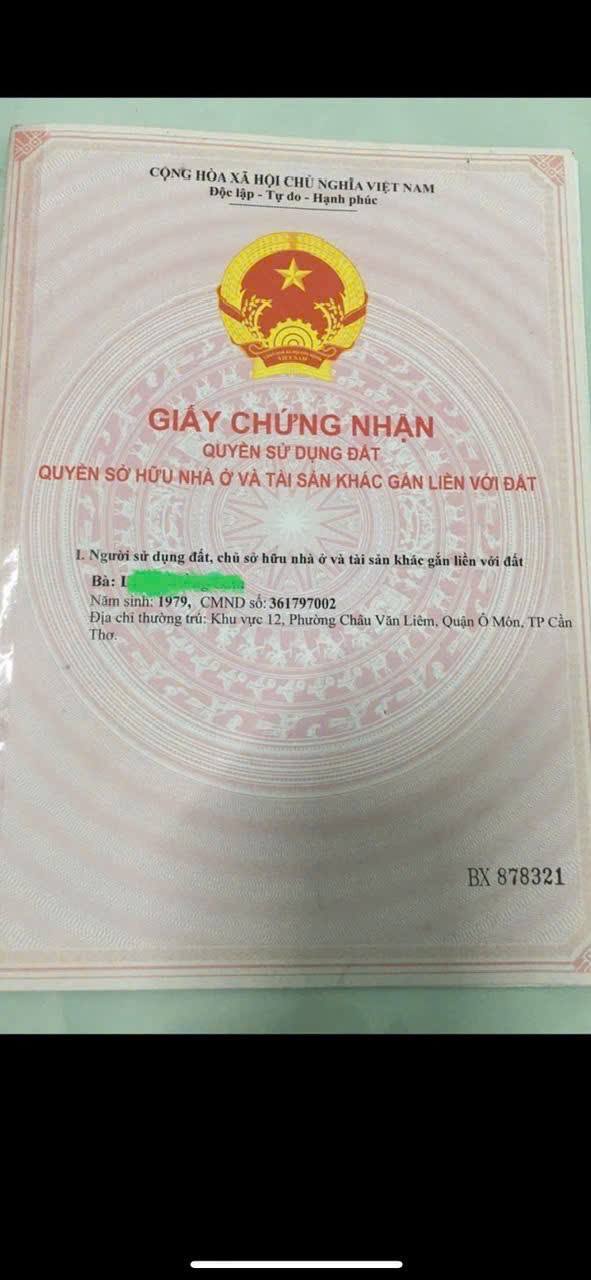 CỘNG HÒA XÃ HỘI CHỦ NGHĨA VIỆT NAM
Độc lập - Tự do - Hạnh phúc
VIỆT NAM
GIẤY CHỨNG NHẬN
QUYỀN SỬ DỤNG ĐẤT
QUYỀN SỞ HỮU NHÀ Ở VÀ TÀI SẢN KHÁC GẮN LIỀN VỚI ĐẤT
I. Người sử dụng đất, chủ sở hữu nhà ở và tài sản khác gắn liền với đất
Bà:
Năm sinh: 1979, CMND số: 361797002
Địa chỉ thường trú: Khu vực 12, Phường Châu Văn Liêm, Quận Ô Môn, TP Cần
Thơ.
BX 878321